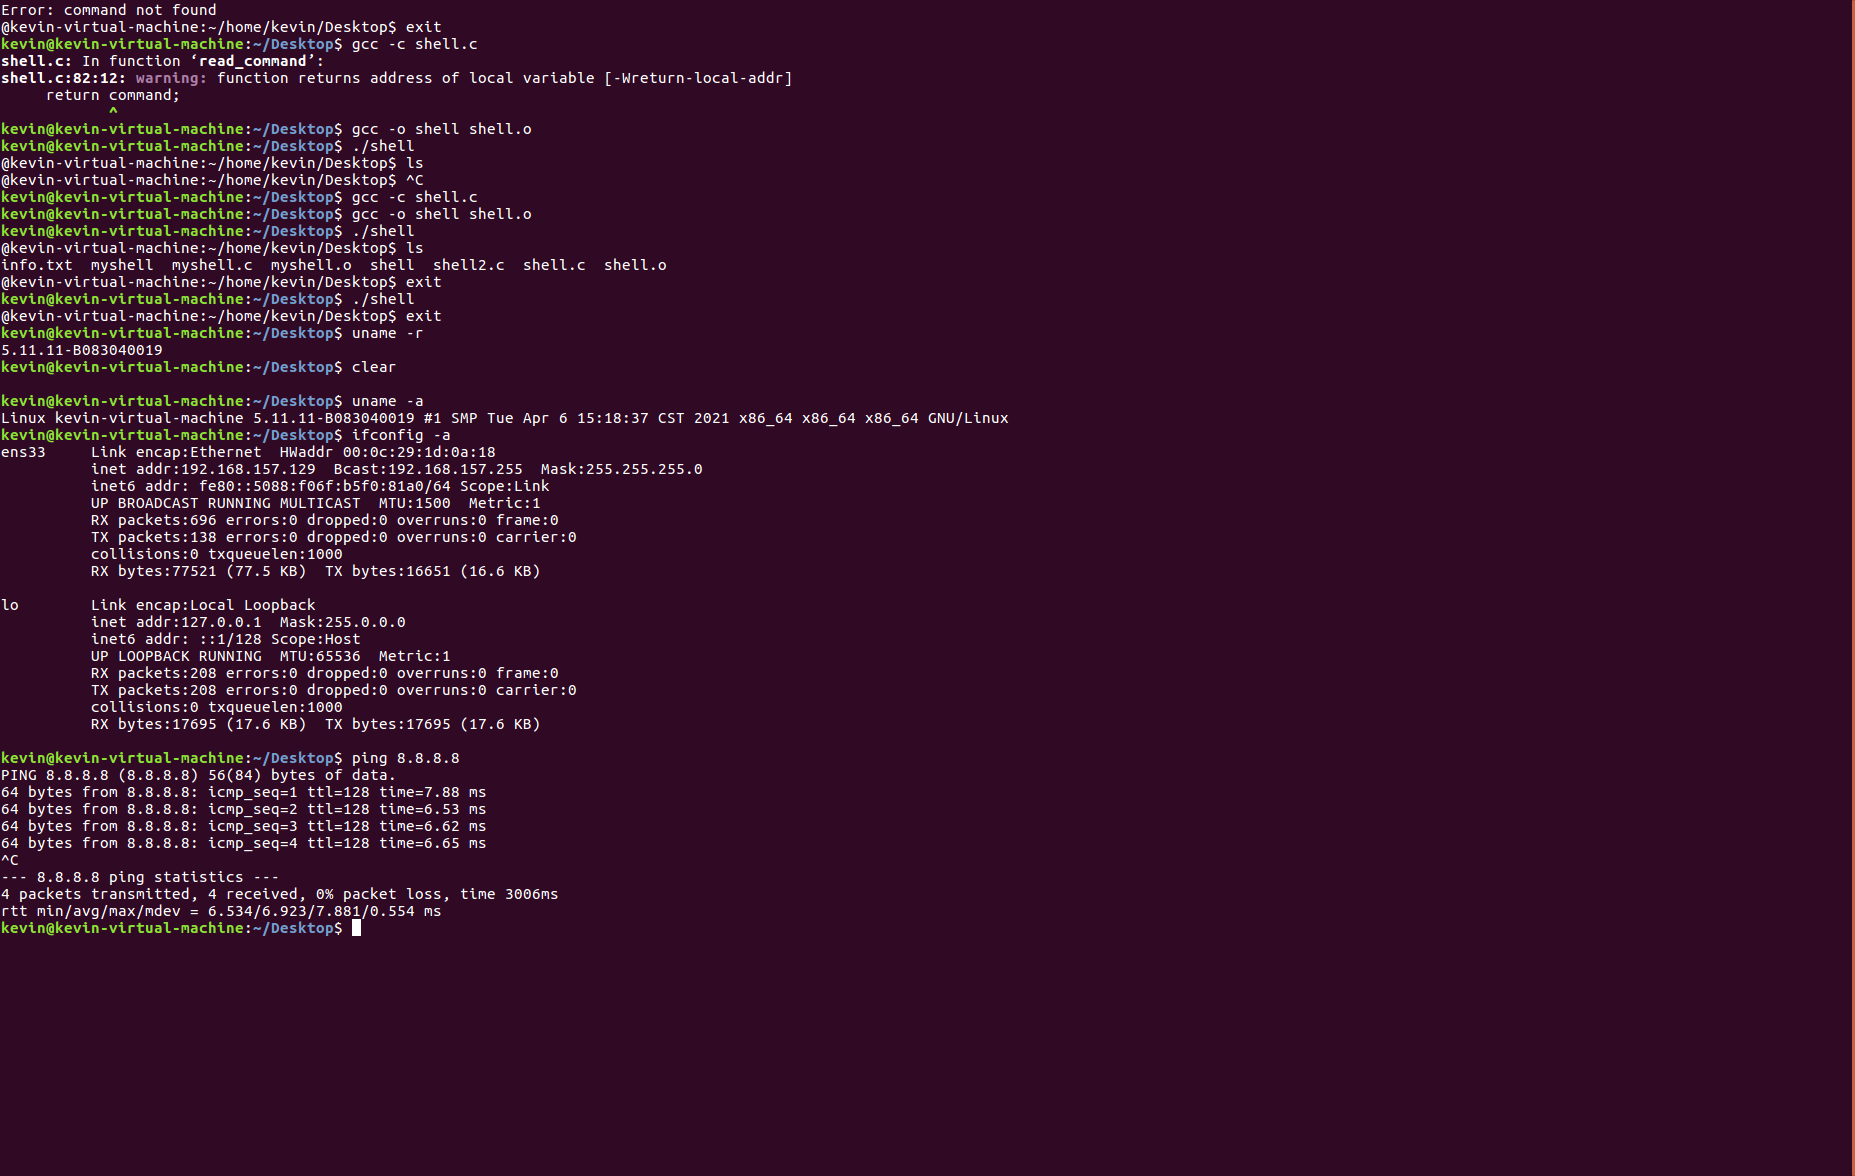 Error: command not found
@kevin-virtual-machine:~/home/kevin/Desktop$ exit
kevin@kevin-virtual-machine:~/Desktop$ gcc -c shell.c
shell.c: In function ‘read_command’:
shell.c:82:12: warning: function returns address of local variable [-Wreturn-local-addr]
     return command;
            ^
kevin@kevin-virtual-machine:~/Desktop$ gcc -o shell shell.o
kevin@kevin-virtual-machine:~/Desktop$ ./shell
@kevin-virtual-machine:~/home/kevin/Desktop$ ls
@kevin-virtual-machine:~/home/kevin/Desktop$ ^C
kevin@kevin-virtual-machine:~/Desktop$ gcc -c shell.c
kevin@kevin-virtual-machine:~/Desktop$ gcc -o shell shell.o
kevin@kevin-virtual-machine:~/Desktop$ ./shell
@kevin-virtual-machine:~/home/kevin/Desktop$ ls
info.txt  myshell  myshell.c  myshell.o  shell  shell2.c  shell.c  shell.o
@kevin-virtual-machine:~/home/kevin/Desktop$ exit
kevin@kevin-virtual-machine:~/Desktop$ ./shell
@kevin-virtual-machine:~/home/kevin/Desktop$ exit
kevin@kevin-virtual-machine:~/Desktop$ uname -r
5.11.11-B083040019
kevin@kevin-virtual-machine:~/Desktop$ clear

kevin@kevin-virtual-machine:~/Desktop$ uname -a
Linux kevin-virtual-machine 5.11.11-B083040019 #1 SMP Tue Apr 6 15:18:37 CST 2021 x86_64 x86_64 x86_64 GNU/Linux
kevin@kevin-virtual-machine:~/Desktop$ ifconfig -a
ens33     Link encap:Ethernet  HWaddr 00:0c:29:1d:0a:18
          inet addr:192.168.157.129  Bcast:192.168.157.255  Mask:255.255.255.0
          inet6 addr: fe80::5088:f06f:b5f0:81a0/64 Scope:Link
          UP BROADCAST RUNNING MULTICAST  MTU:1500  Metric:1
          RX packets:696 errors:0 dropped:0 overruns:0 frame:0
          TX packets:138 errors:0 dropped:0 overruns:0 carrier:0
          collisions:0 txqueuelen:1000
          RX bytes:77521 (77.5 KB)  TX bytes:16651 (16.6 KB)

lo        Link encap:Local Loopback
          inet addr:127.0.0.1  Mask:255.0.0.0
          inet6 addr: ::1/128 Scope:Host
          UP LOOPBACK RUNNING  MTU:65536  Metric:1
          RX packets:208 errors:0 dropped:0 overruns:0 frame:0
          TX packets:208 errors:0 dropped:0 overruns:0 carrier:0
          collisions:0 txqueuelen:1000
          RX bytes:17695 (17.6 KB)  TX bytes:17695 (17.6 KB)

kevin@kevin-virtual-machine:~/Desktop$ ping 8.8.8.8
PING 8.8.8.8 (8.8.8.8) 56(84) bytes of data.
64 bytes from 8.8.8.8: icmp_seq=1 ttl=128 time=7.88 ms
64 bytes from 8.8.8.8: icmp_seq=2 ttl=128 time=6.53 ms
64 bytes from 8.8.8.8: icmp_seq=3 ttl=128 time=6.62 ms
64 bytes from 8.8.8.8: icmp_seq=4 ttl=128 time=6.65 ms
^C
--- 8.8.8.8 ping statistics ---
4 packets transmitted, 4 received, 0% packet loss, time 3006ms
rtt min/avg/max/mdev = 6.534/6.923/7.881/0.554 ms
kevin@kevin-virtual-machine:~/Desktop$